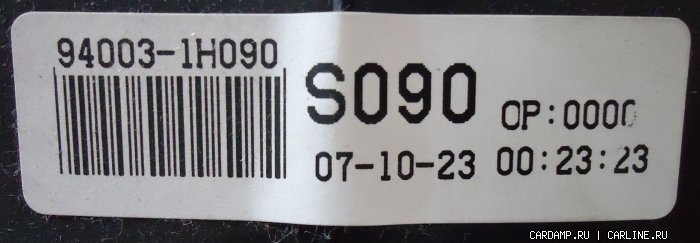 94003-1H090
S090 OP:0000
07-10-23 00:23:23
CARDAMP.RU | CARLINE.RU